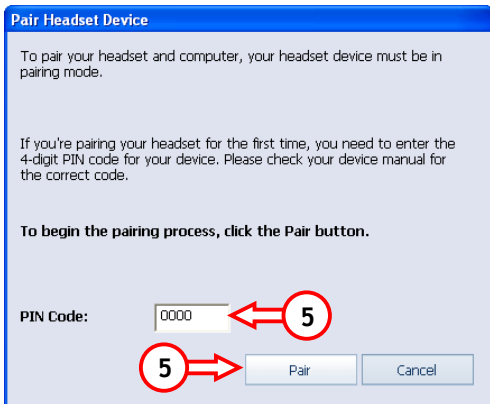 Pair Headset Device
To pair your headset and computer, your headset device must be in
pairing mode.
If you're pairing your headset for the first time, you need to enter the
4-digit PIN code for your device. Please check your device manual for
the correct code.
To begin the pairing process, click the Pair button.
PIN Code: 0000 5
5 Pair Cancel